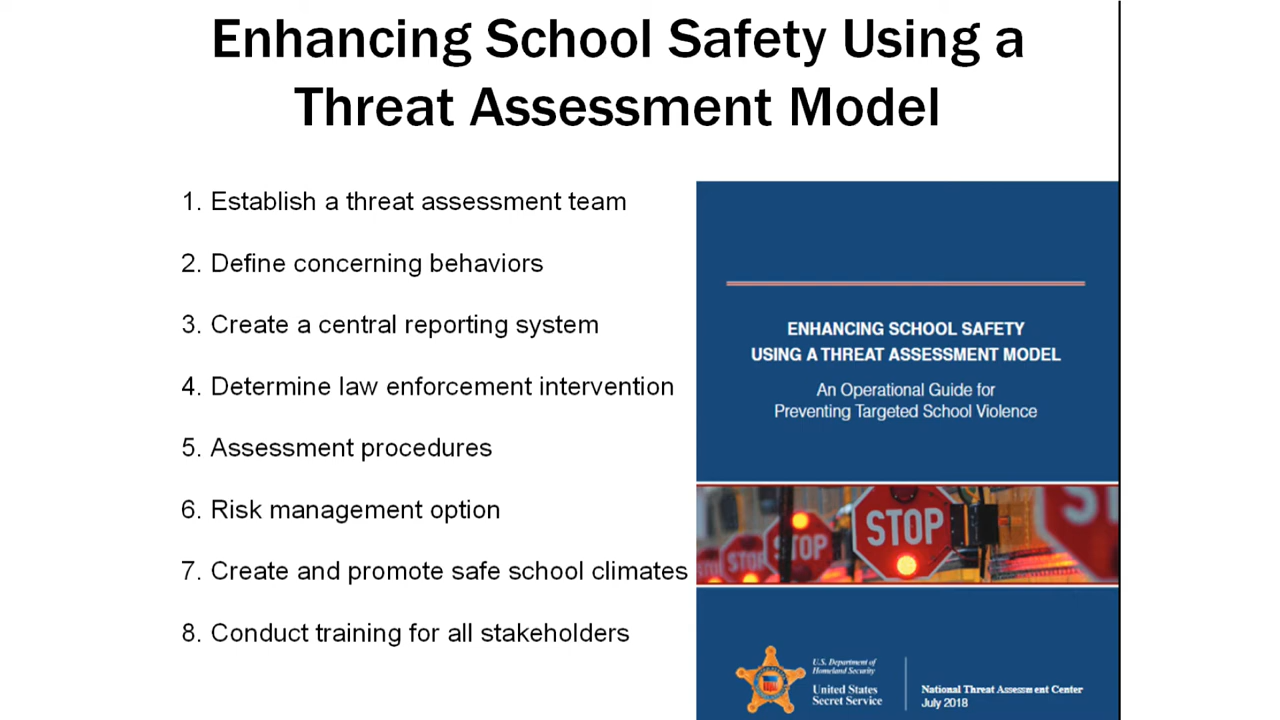 Enhancing School Safety Using a
Threat Assessment Model
1. Establish a threat assessment team
2. Define concerning behaviors
3. Create a central reporting system
4. Determine law enforcement intervention
5. Assessment procedures
6. Risk management option
7. Create and promote safe school climates
8. Conduct training for all stakeholders
ENHANCING SCHOOL SAFETY
USING A THREAT ASSESSMENT MODEL
An Operational Guide for
Preventing Targeted School Violence
STOP
STOP
STOP
ST
U.S. Department of
Homeland Security
United States
Secret Service
National Threat Assessment Center
July 2018